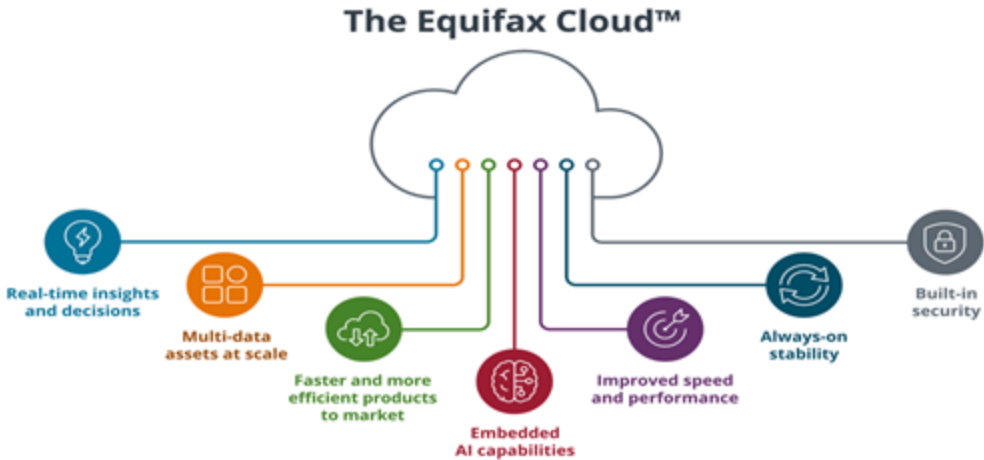 The Equifax Cloud™
Real-time insights
and decisions
Multi-data
assets at scale
Faster and more
efficient products
to market
Embedded
AI capabilities
Improved speed
and performance
Always-on
stability
Built-in
security